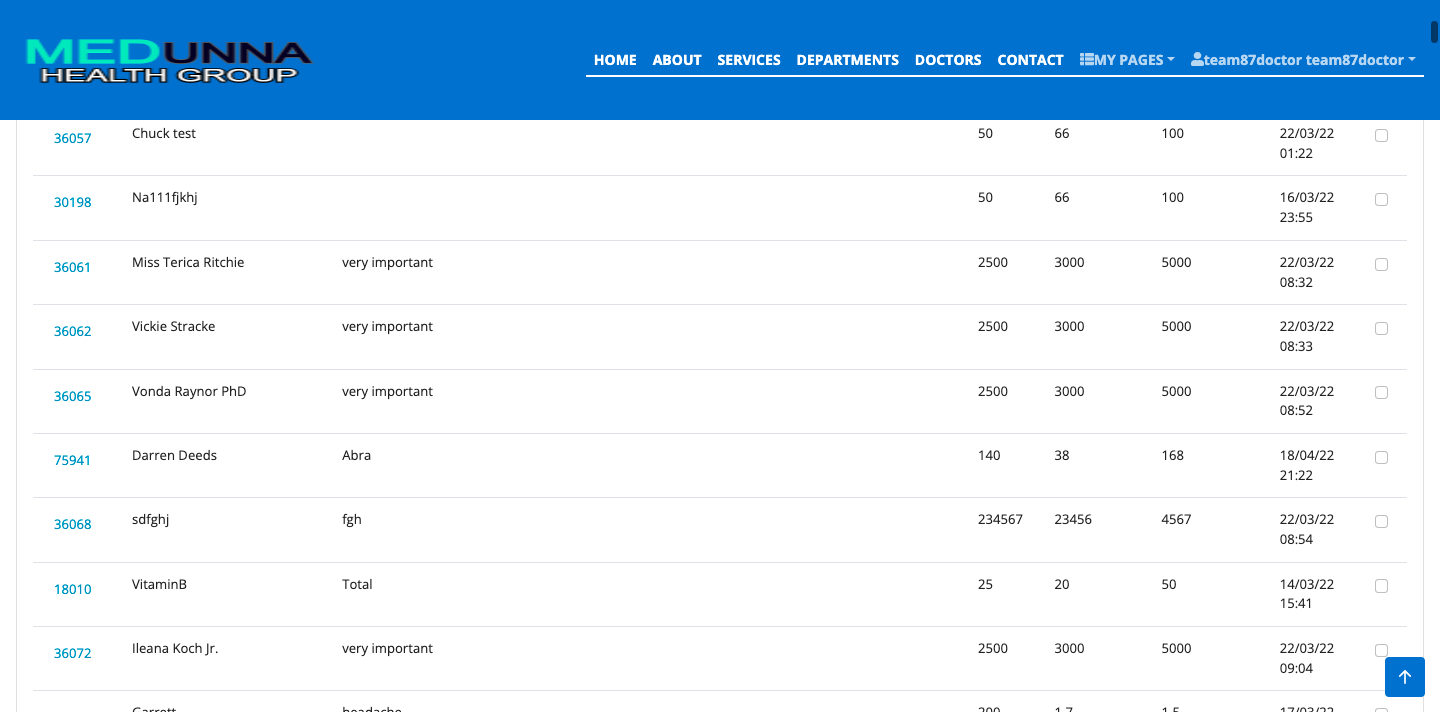 MEDUNNA
HEALTH GROUP
HOME ABOUT SERVICES DEPARTMENTS DOCTORS CONTACT MY PAGES team87doctor team87doctor
36057 Chuck test 50 66 100 22/03/22
01:22
30198 Na111fjkhj 50 66 100 16/03/22
23:55
36061 Miss Terica Ritchie very important 2500 3000 5000 22/03/22
08:32
36062 Vickie Stracke very important 2500 3000 5000 22/03/22
08:33
36065 Vonda Raynor PhD very important 2500 3000 5000 22/03/22
08:52
75941 Darren Deeds Abra 140 38 168 18/04/22
21:22
36068 sdfghj fgh 234567 23456 4567 22/03/22
08:54
18010 VitaminB Total 25 20 50 14/03/22
15:41
36072 Ileana Koch Jr. very important 2500 3000 5000 22/03/22
09:04
Garrett headache 200 1.7 1.5 17/03/22